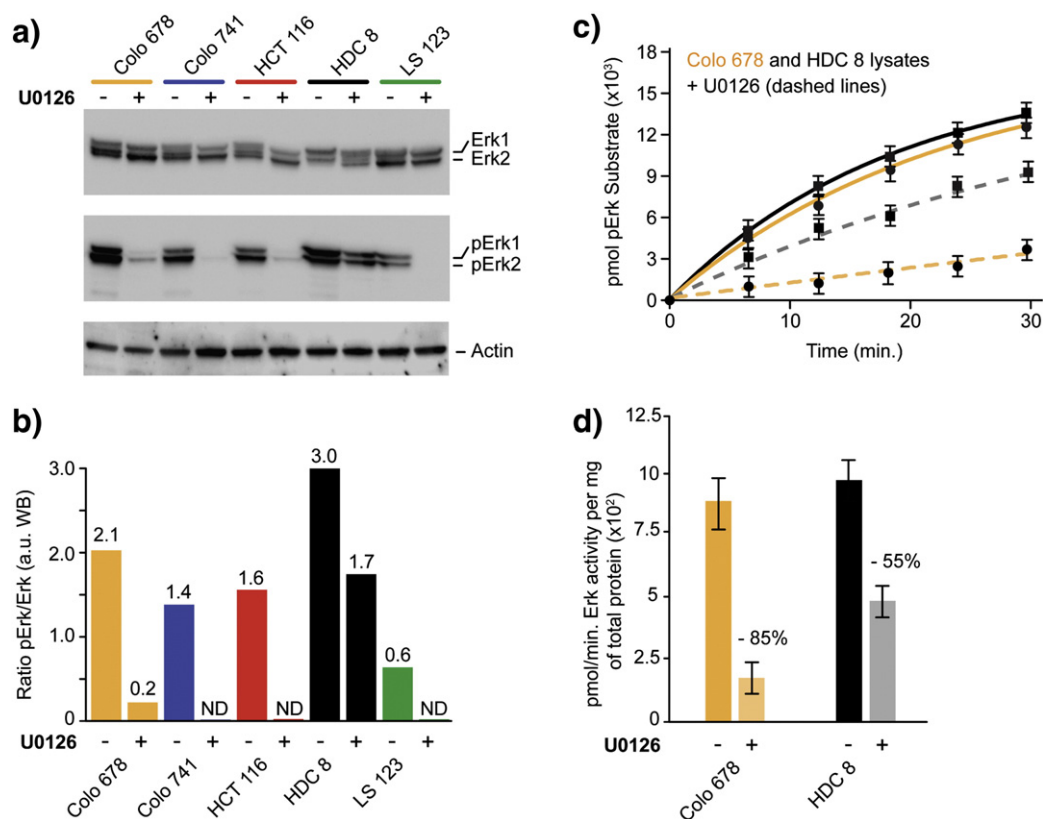 a)
Colo 678 Colo 741 HCT 116 HDC 8 LS 123
U0126 - + - + - + - + - +
Erk1
Erk2
pErk1
pErk2
Actin
b)
Ratio pErk/Erk (a.u. WB)
3.0
2.0
1.0
0
2.1 0.2 1.4 ND 1.6 ND 3.0 1.7 0.6 ND
U0126 - + - + - + - + - +
Colo 678 Colo 741 HCT 116 HDC 8 LS 123
c)
pmol pErk Substrate (x10³)
18
15
12
9
6
3
0
Colo 678 and HDC 8 lysates
+ U0126 (dashed lines)
0 10 20 30
Time (min.)
d)
pmol/min. Erk activity per mg
of total protein (x10²)
12.5
10
7.5
5
2.5
0
- 85%
- 55%
U0126 - + - +
Colo 678 HDC 8